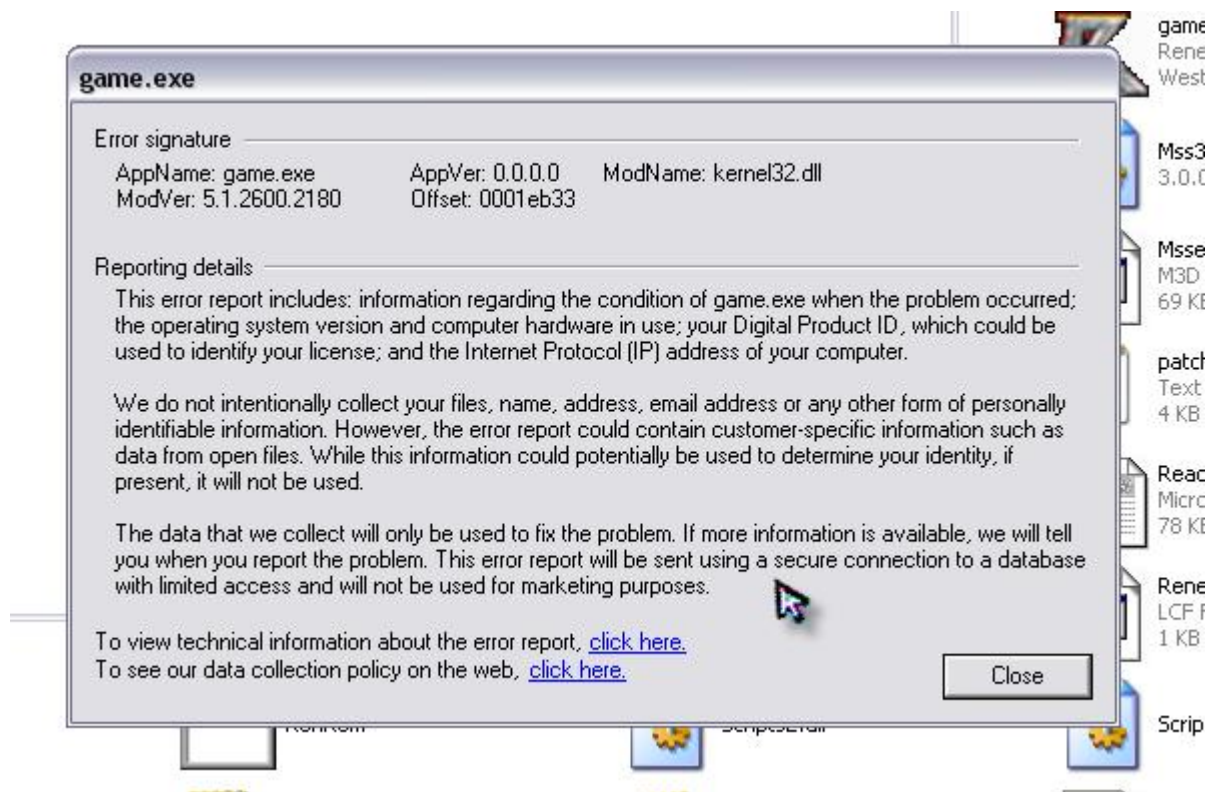 game.exe
Error signature
AppName: game.exe AppVer: 0.0.0.0 ModName: kernel32.dll
ModVer: 5.1.2600.2180 Offset: 0001eb33
Reporting details
This error report includes: information regarding the condition of game.exe when the problem occurred;
the operating system version and computer hardware in use; your Digital Product ID, which could be
used to identify your license; and the Internet Protocol (IP) address of your computer.
We do not intentionally collect your files, name, address, email address or any other form of personally
identifiable information. However, the error report could contain customer-specific information such as
data from open files. While this information could potentially be used to determine your identity, if
present, it will not be used.
The data that we collect will only be used to fix the problem. If more information is available, we will tell
you when you report the problem. This error report will be sent using a secure connection to a database
with limited access and will not be used for marketing purposes.
To view technical information about the error report, click here.
To see our data collection policy on the web, click here.
Close
game
Rene
West
Mss3
3.0.0
Msse
M3D
69 KB
patch
Text
4 KB
Read
Micro
78 KB
Rene
LCF F
1 KB
Scrip